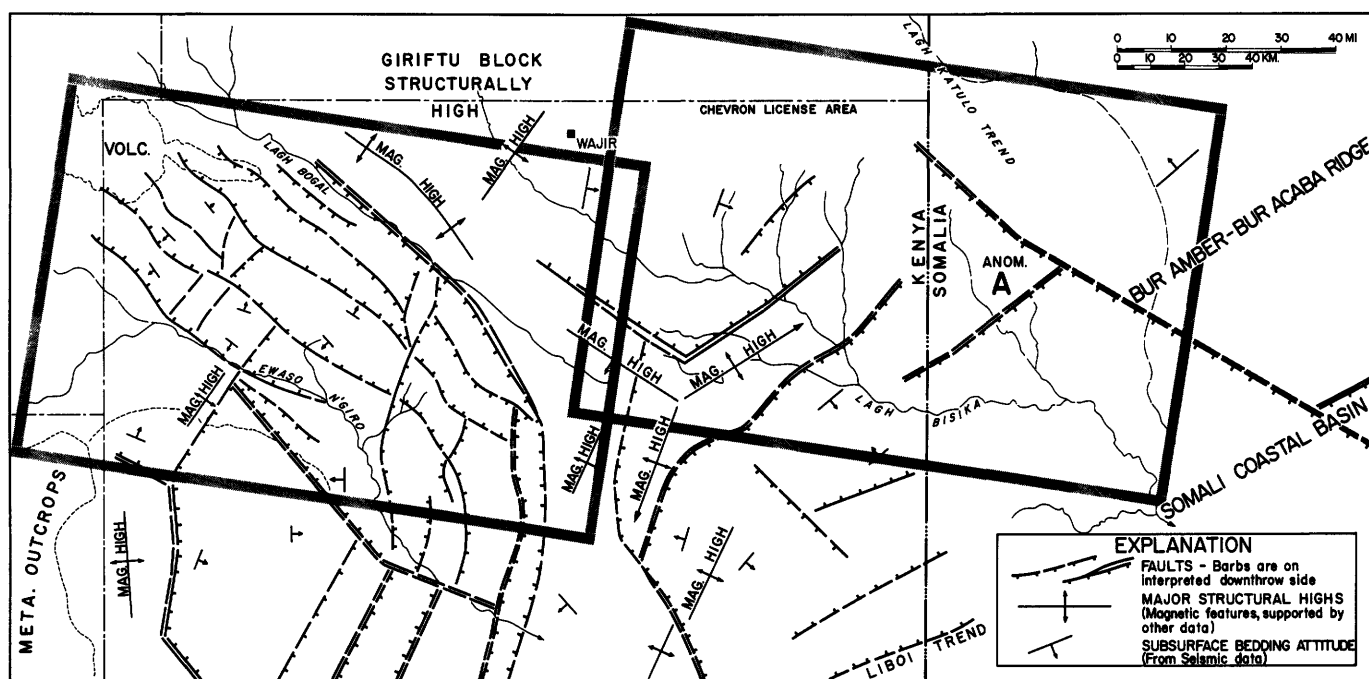 GIRIFTU BLOCK
STRUCTURALLY
HIGH
WAJIR
CHEVRON LICENSE AREA
LAGH KATULO TREND
0 10 20 30 40 MI
0 10 20 30 40 KM.
VOLC.
LAGH
BOGAL
MAG. HIGH
MAG. HIGH
KENYA
SOMALIA
ANOM.
A
BUR AMBER-BUR ACABA RIDGE
MAG. HIGH
MAG. HIGH
EWASO
N'GIRO
MAG. HIGH
LAGH
BISIKA
MAG. HIGH
MAG. HIGH
SOMALI COASTAL BASIN
META. OUTCROPS
MAG. HIGH
MAG. HIGH
LIBOI TREND
EXPLANATION
FAULTS - Barbs are on
interpreted downthrow side
MAJOR STRUCTURAL HIGHS
(Magnetic features, supported by
other data)
SUBSURFACE BEDDING ATTITUDE
(From Seismic data)